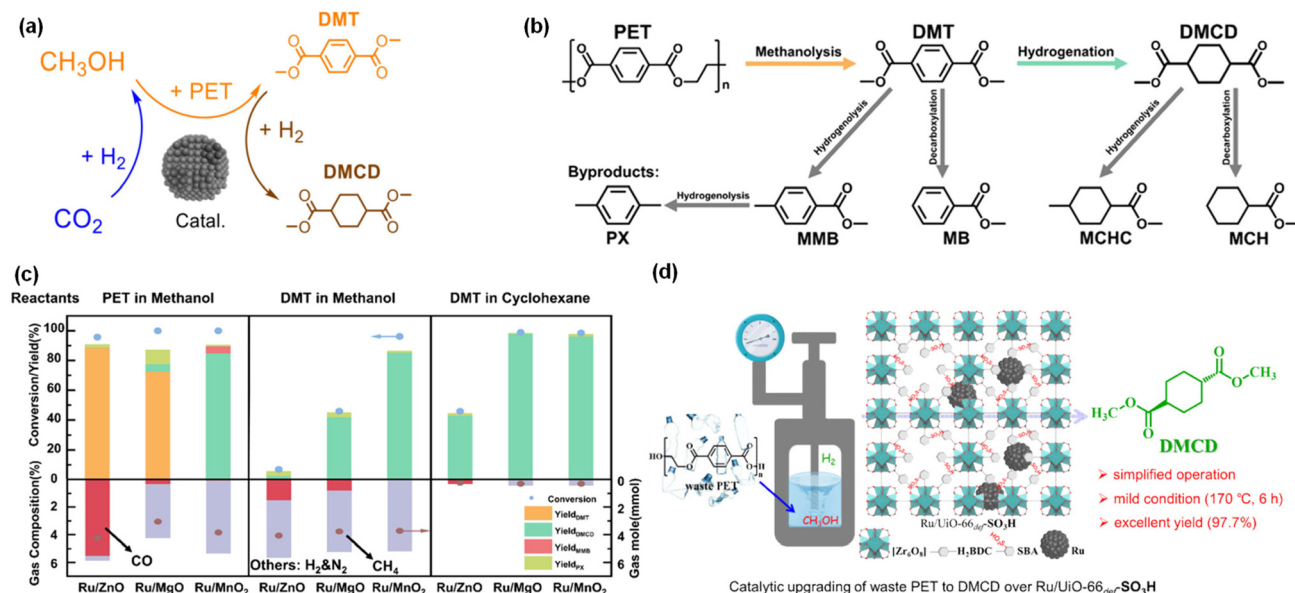 (a)
DMT
CH3OH
+ PET
+ H2
+ H2
DMCD
CO2
Catal.
(b)
PET
Methanolysis
DMT
Hydrogenation
DMCD
n
Hydrogenolysis
Decarboxylation
Hydrogenolysis
Decarboxylation
Byproducts:
Hydrogenolysis
PX
MMB
MB
MCHC
MCH
(c)
Reactants
PET in Methanol
DMT in Methanol
DMT in Cyclohexane
Conversion/Yield(%)
100
80
60
40
20
0
Gas Composition(%)
2
4
6
CO
Others: H2&N2
CH4
Conversion
YieldDMT
YieldDMCD
YieldMMB
YieldPX
0
2
4
6
Gas mole(mmol)
Ru/ZnO Ru/MgO Ru/MnO2 Ru/ZnO Ru/MgO Ru/MnO2 Ru/ZnO Ru/MgO Ru/MnO2
(d)
H2
waste PET
CH3OH
Ru/UiO-66def-SO3H
[Zr6O8] H2BDC SBA Ru
H3C
CH3
DMCD
➢ simplified operation
➢ mild condition (170 °C, 6 h)
➢ excellent yield (97.7%)
Catalytic upgrading of waste PET to DMCD over Ru/UiO-66def-SO3H